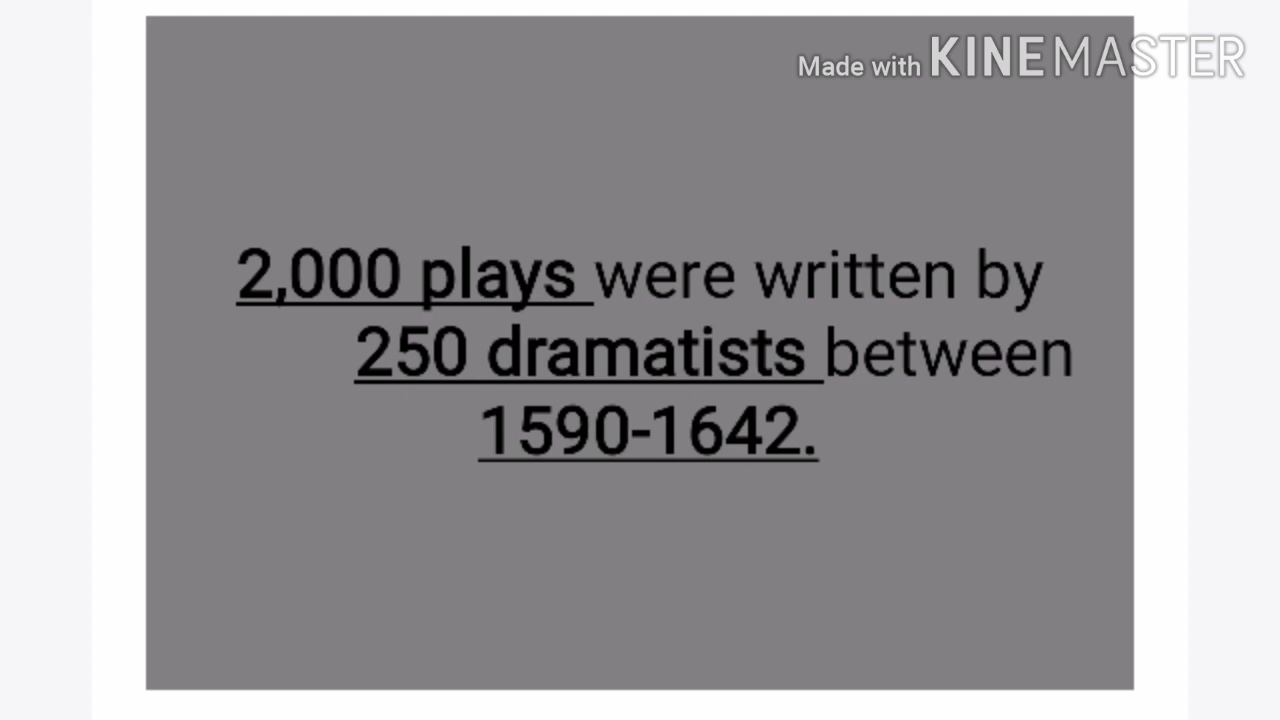 Made with KINEMASTER
2,000 plays were written by
250 dramatists between
1590-1642.